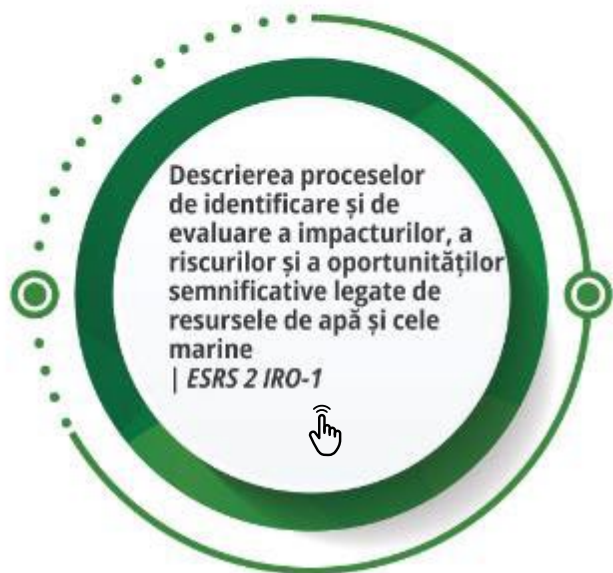 Descrierea proceselor
de identificare și de
evaluare a impacturilor, a
riscurilor și a oportunităților
semnificative legate de
resursele de apă și cele
marine
| ESRS 2 IRO-1